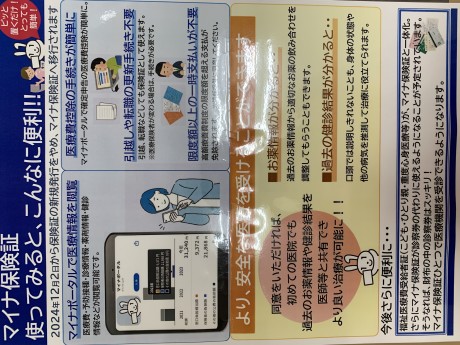 マイナ保険証
使ってみると、こんなに便利!!
ピッと
置くだけ!
とっても
簡単!
2024年12月2日から保険証の新規発行をやめ、マイナ保険証へ移行されます
マイナポータルで医療情報を閲覧
医療費・予防接種・診療情報・薬剤情報・健診
情報などが閲覧可能です。
マイナポータル
31,240
9,372
21,868
医療費控除の手続きが簡単に
マイナポータルで確定申告の医療費控除が簡単に。
引越しや転職の更新手続き不要
引越、転職などしても保険証として使えます。
※医療保険者が変わる場合は、手続きが必要です。
限度額以上の一時支払いが不要
高額療養費制度の限度額を超える支払が
免除されます。
より、安全な医療を受けることができます
同意をいただければ、
初めての医院でも
過去のお薬情報や健診結果を
医師等と共有でき
より良い治療が可能に!!
■お薬情報が分かると・・
過去のお薬情報から適切なお薬の飲み合わせを
調整してもらうこともできます。
■過去の健診結果が分かると・・
口頭では説明しきれないことも、身体の状態や
他の病気を推測して治療に役立てられます。
今後さらに便利に・・・
福祉医療費受給者証(こども・ひとり親・重度心身医療等)が、マイナ保険証と一体化。
さらにマイナ保険証が診察券の代わりに使えるようになることが予定されています。
そうなれば、財布の中の診察券はスッキリ!
マイナ保険証ひとつで医療機関を受診できるようになります。